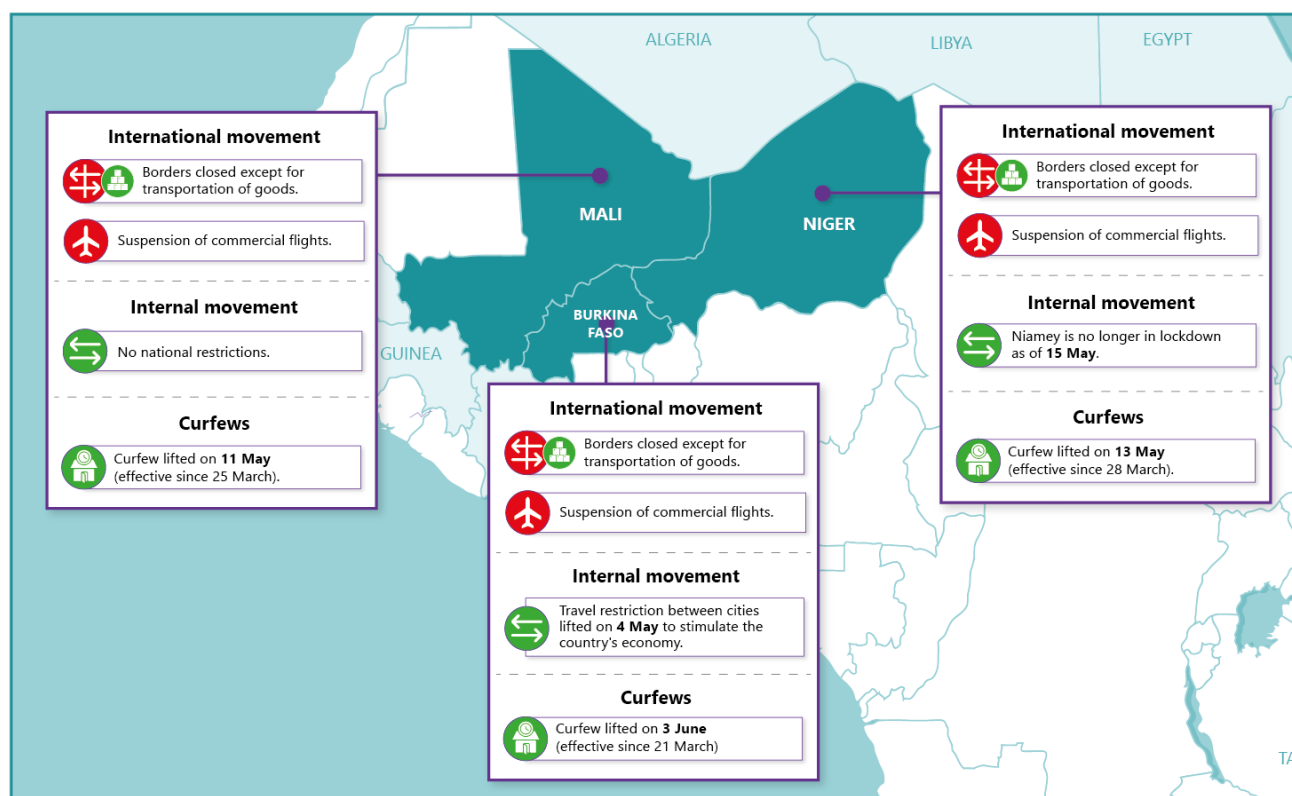 ALGERIA
LIBYA
EGYPT
International movement
Borders closed except for
transportation of goods.
Suspension of commercial flights.
Internal movement
No national restrictions.
Curfews
Curfew lifted on 11 May
(effective since 25 March).
MALI
NIGER
BURKINA
FASO
GUINEA
International movement
Borders closed except for
transportation of goods.
Suspension of commercial flights.
Internal movement
Travel restriction between cities
lifted on 4 May to stimulate the
country's economy.
Curfews
Curfew lifted on 3 June
(effective since 21 March)
International movement
Borders closed except for
transportation of goods.
Suspension of commercial flights.
Internal movement
Niamey is no longer in lockdown
as of 15 May.
Curfews
Curfew lifted on 13 May
(effective since 28 March).
TA